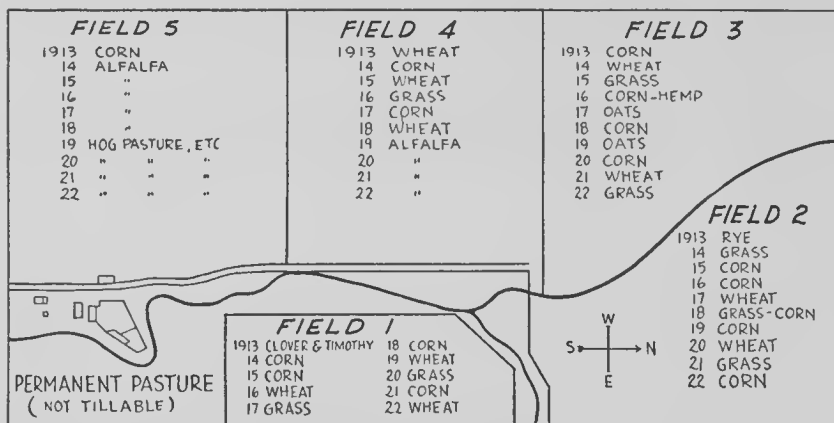 FIELD 5
1913 CORN
14 ALFALFA
15 "
16 "
17 "
18 "
19 HOG PASTURE, ETC
20 " " "
21 " " "
22 " " "
FIELD 4
1913 WHEAT
14 CORN
15 WHEAT
16 GRASS
17 CORN
18 WHEAT
19 ALFALFA
20 "
21 "
22 "
FIELD 3
1913 CORN
14 WHEAT
15 GRASS
16 CORN-HEMP
17 OATS
18 CORN
19 OATS
20 CORN
21 WHEAT
22 GRASS
FIELD 2
1913 RYE
14 GRASS
15 CORN
16 CORN
17 WHEAT
18 GRASS-CORN
19 CORN
20 WHEAT
21 GRASS
22 CORN
FIELD 1
1913 CLOVER & TIMOTHY 18 CORN
14 CORN 19 WHEAT
15 CORN 20 GRASS
16 WHEAT 21 CORN
17 GRASS 22 WHEAT
W
S N
E
PERMANENT PASTURE
(NOT TILLABLE)